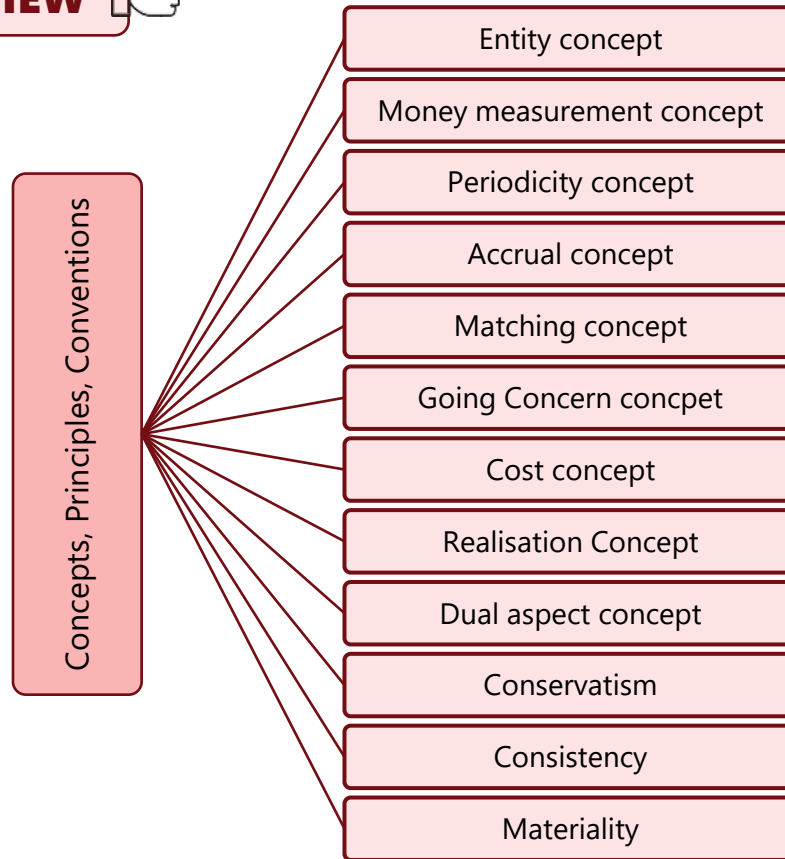 IEW
Concepts, Principles, Conventions
Entity concept
Money measurement concept
Periodicity concept
Accrual concept
Matching concept
Going Concern concpet
Cost concept
Realisation Concept
Dual aspect concept
Conservatism
Consistency
Materiality